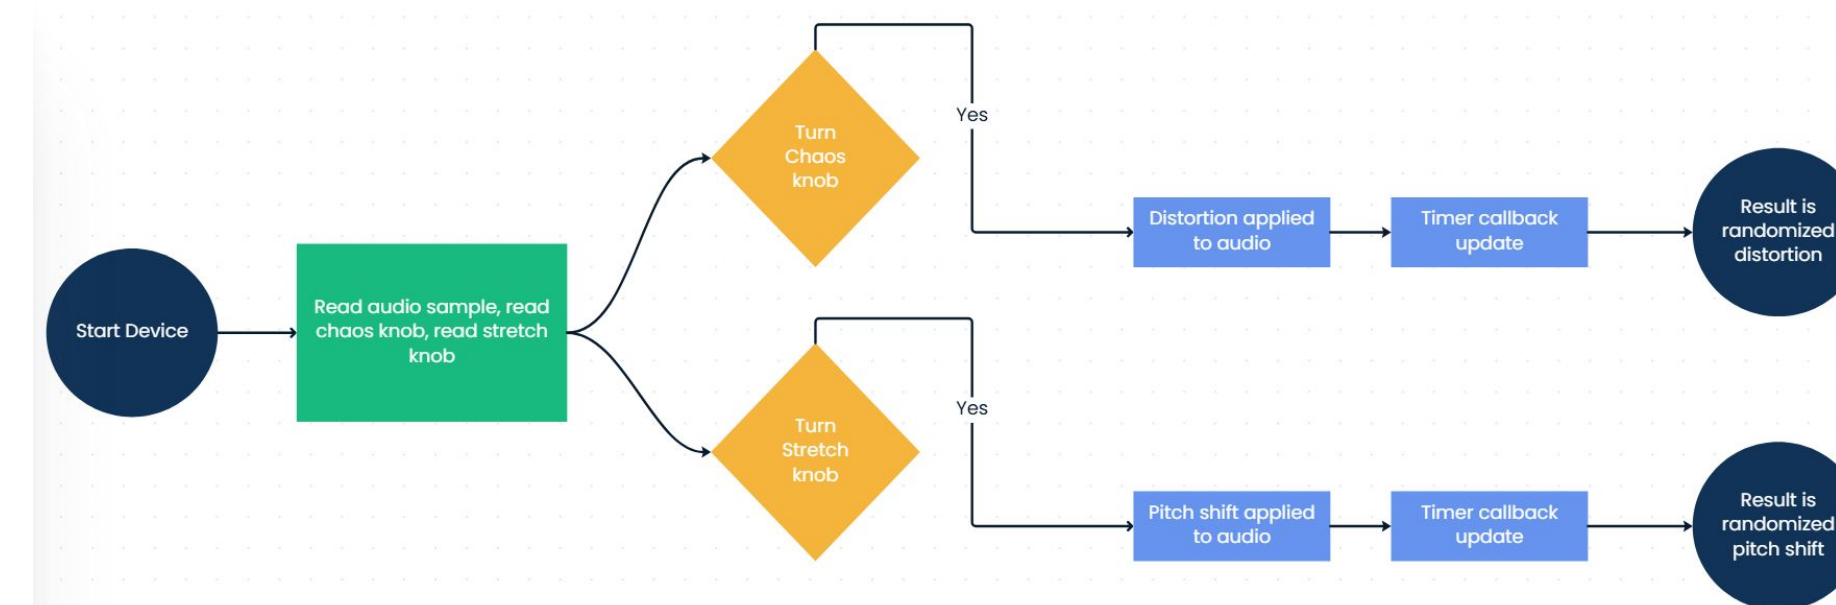 Start Device
Read audio sample, read
chaos knob, read stretch
knob
Turn
Chaos
knob
Yes
Distortion applied
to audio
Timer callback
update
Result is
randomized
distortion
Turn
Stretch
knob
Yes
Pitch shift applied
to audio
Timer callback
update
Result is
randomized
pitch shift